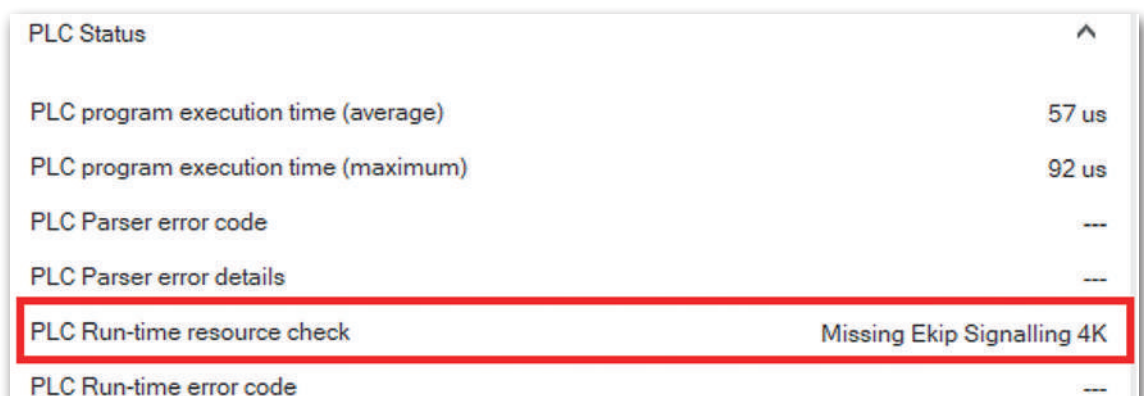 PLC Status
PLC program execution time (average) 57 us
PLC program execution time (maximum) 92 us
PLC Parser error code ---
PLC Parser error details ---
PLC Run-time resource check Missing Ekip Signalling 4K
PLC Run-time error code ---